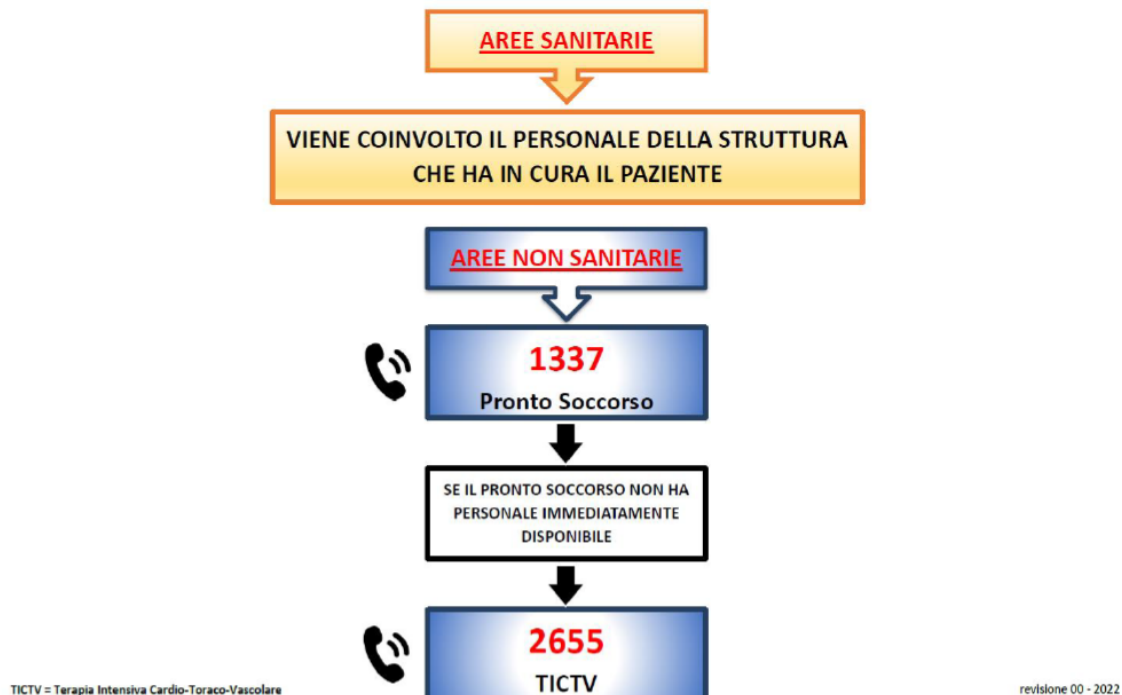 AREE SANITARIE
VIENE COINVOLTO IL PERSONALE DELLA STRUTTURA
CHE HA IN CURA IL PAZIENTE
AREE NON SANITARIE
1337
Pronto Soccorso
SE IL PRONTO SOCCORSO NON HA
PERSONALE IMMEDIATAMENTE
DISPONIBILE
2655
TICTV
TICTV = Terapia Intensiva Cardio-Toraco-Vascolare
revisione 00 - 2022